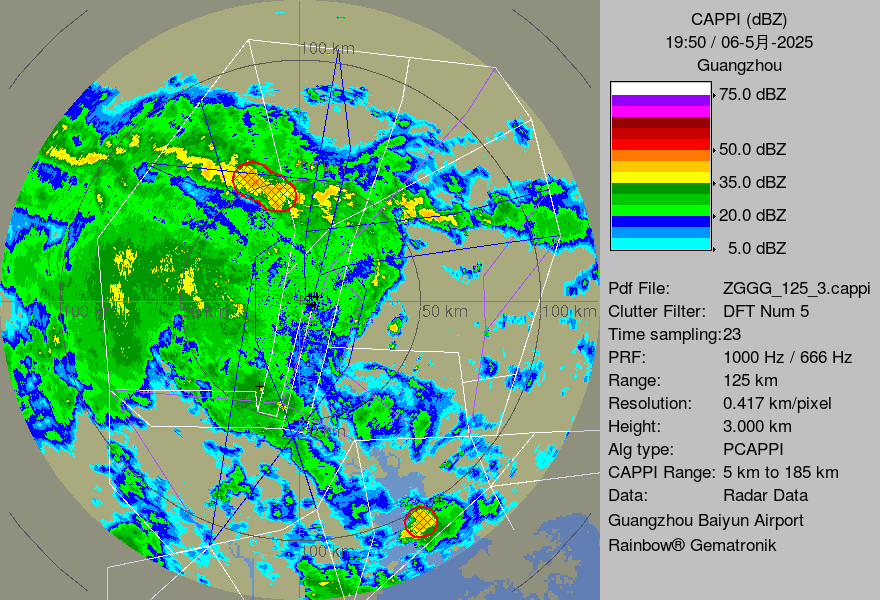 CAPPI (dBZ)
19:50 / 06-5月-2025
Guangzhou
75.0 dBZ
50.0 dBZ
35.0 dBZ
20.0 dBZ
5.0 dBZ
Pdf File: ZGGG_125_3.cappi
Clutter Filter: DFT Num 5
Time sampling:23
PRF: 1000 Hz / 666 Hz
Range: 125 km
Resolution: 0.417 km/pixel
Height: 3.000 km
Alg type: PCAPPI
CAPPI Range: 5 km to 185 km
Data: Radar Data
Guangzhou Baiyun Airport
Rainbow® Gematronik
100 km
100 km
50 km
100 km
100 km